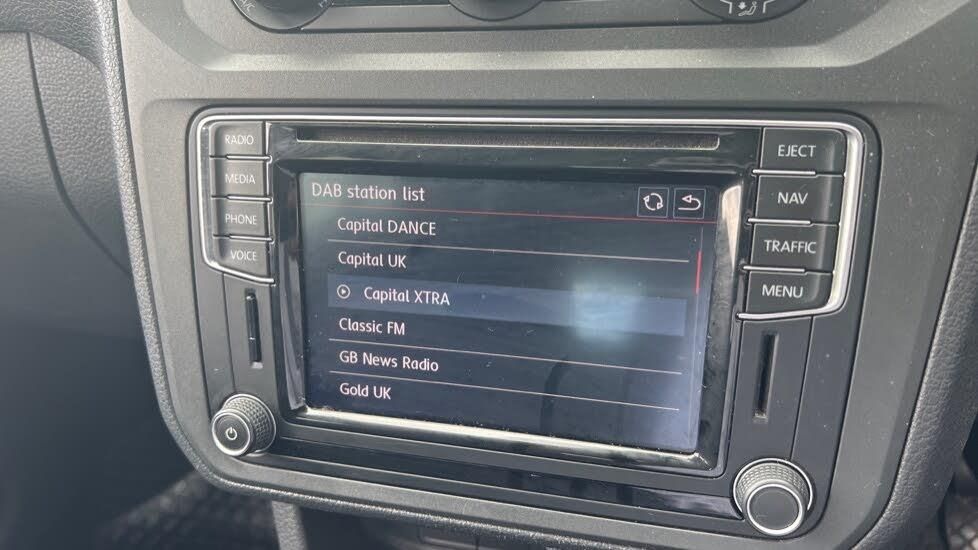 RADIO
MEDIA
PHONE
VOICE
DAB station list
Capital DANCE
Capital UK
Capital XTRA
Classic FM
GB News Radio
Gold UK
EJECT
NAV
TRAFFIC
MENU